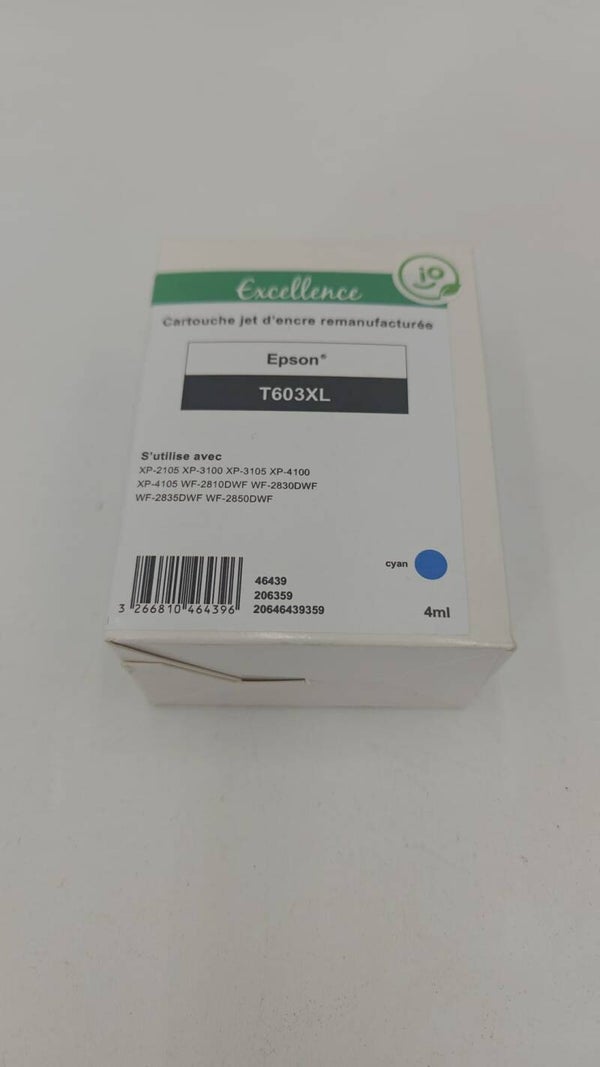 Excellence
io
Cartouche jet d'encre remanufacturée
Epson®
T603XL
S'utilise avec
XP-2105 XP-3100 XP-3105 XP-4100
XP-4105 WF-2810DWF WF-2830DWF
WF-2835DWF WF-2850DWF
cyan
46439
206359
20646439359
3 266810 464396
4ml